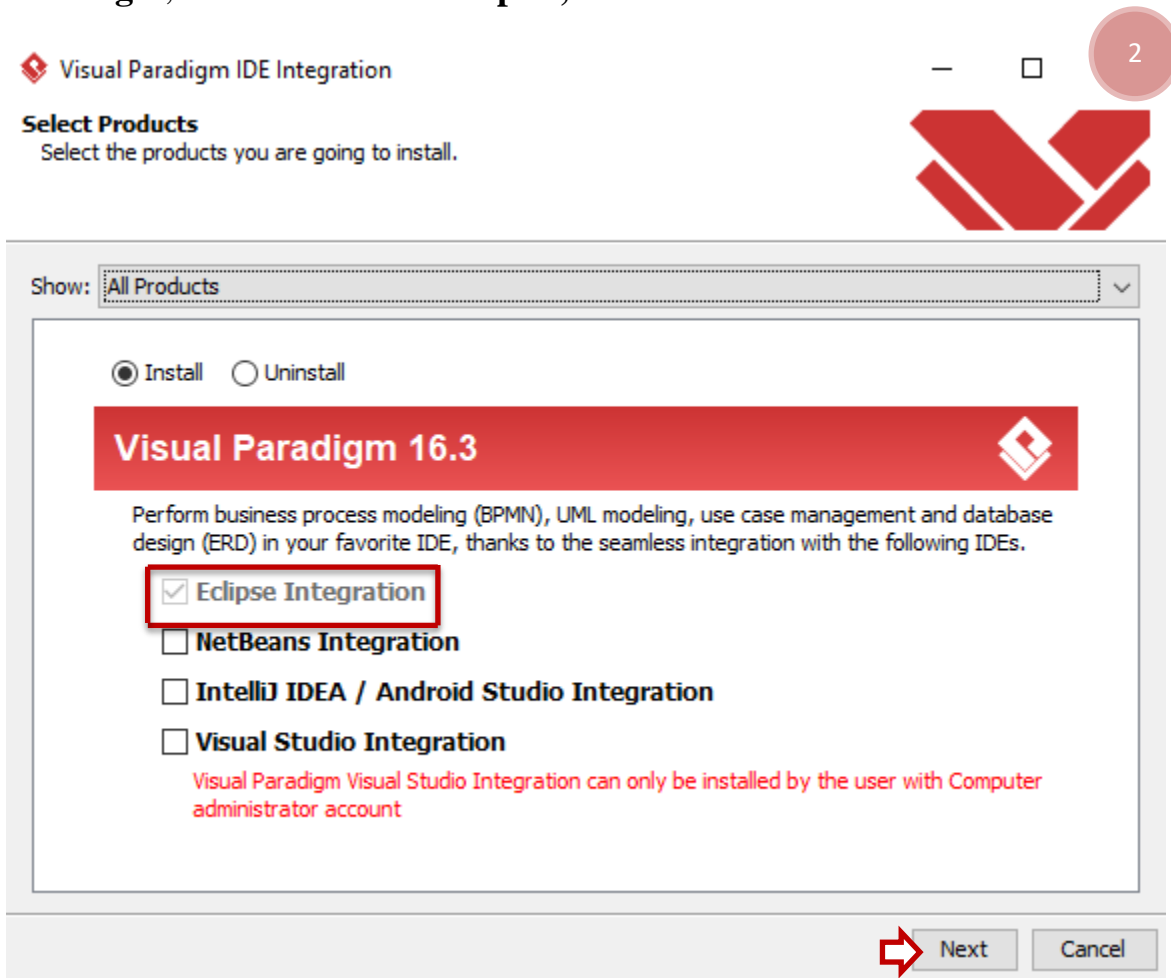 2
Visual Paradigm IDE Integration
Select Products
Select the products you are going to install.
Show: All Products
Install Uninstall
Visual Paradigm 16.3
Perform business process modeling (BPMN), UML modeling, use case management and database
design (ERD) in your favorite IDE, thanks to the seamless integration with the following IDEs.
Eclipse Integration
NetBeans Integration
IntelliJ IDEA / Android Studio Integration
Visual Studio Integration
Visual Paradigm Visual Studio Integration can only be installed by the user with Computer
administrator account
Next Cancel